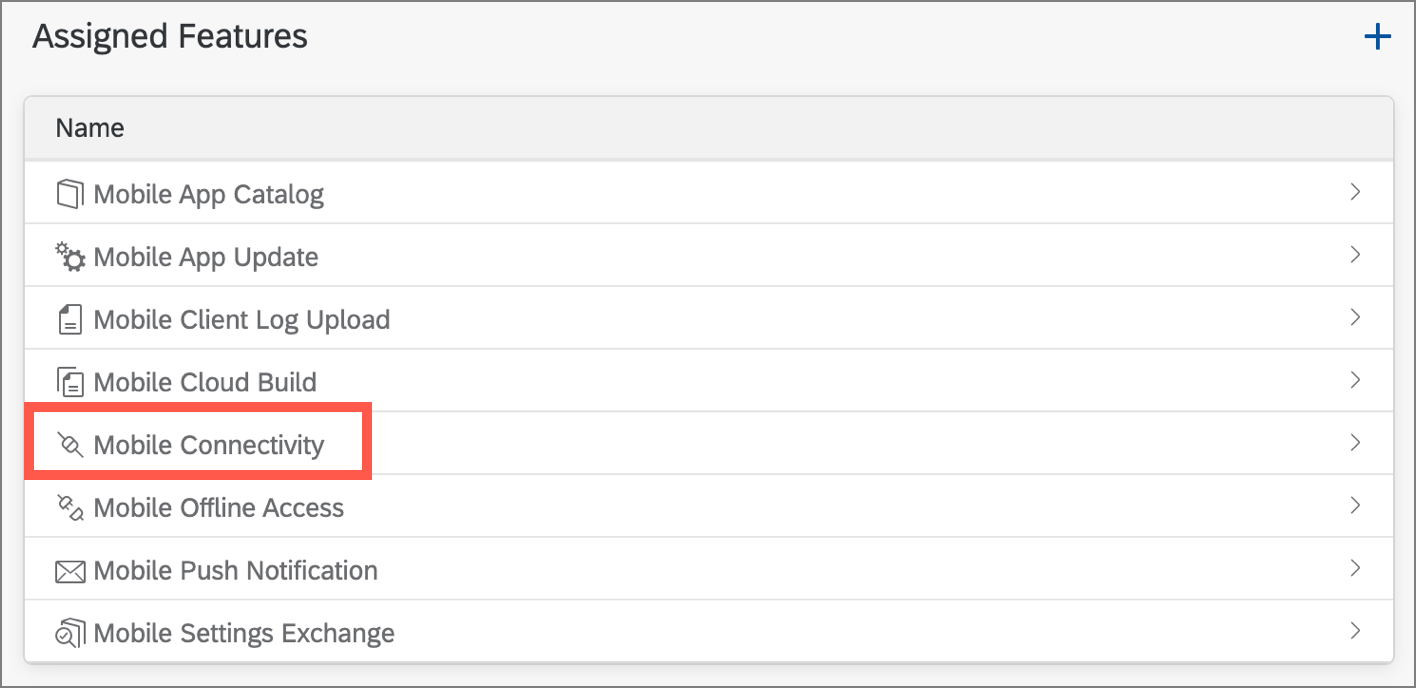 Assigned Features
Name
Mobile App Catalog
Mobile App Update
Mobile Client Log Upload
Mobile Cloud Build
Mobile Connectivity
Mobile Offline Access
Mobile Push Notification
Mobile Settings Exchange